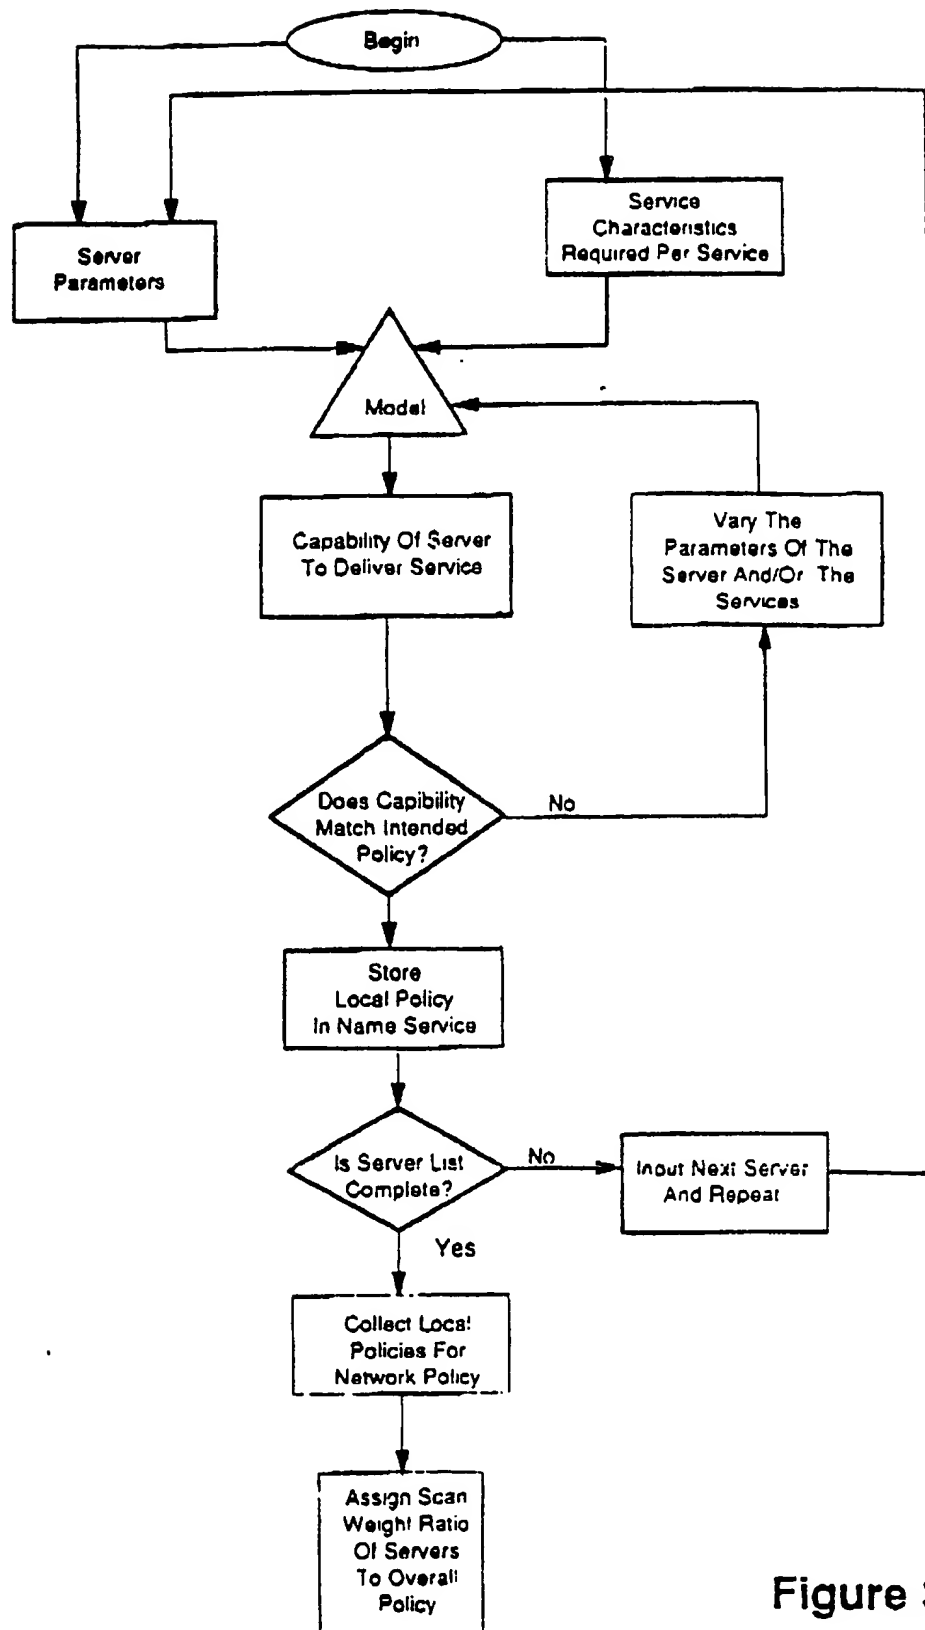 Begin
Service
Characteristics
Required Per Service
Server
Parameters
Model
Capability Of Server
To Deliver Service
Vary The
Parameters Of The
Server And/Or The
Services
Does Capibility
Match Intended
Policy?
No
Store
Local Policy
In Name Service
Is Server List
Complete?
No
Input Next Server
And Repeat
Yes
Collect Local
Policies For
Network Policy
Assign Scan
Weight Ratio
Of Servers
To Overall
Policy
Figure